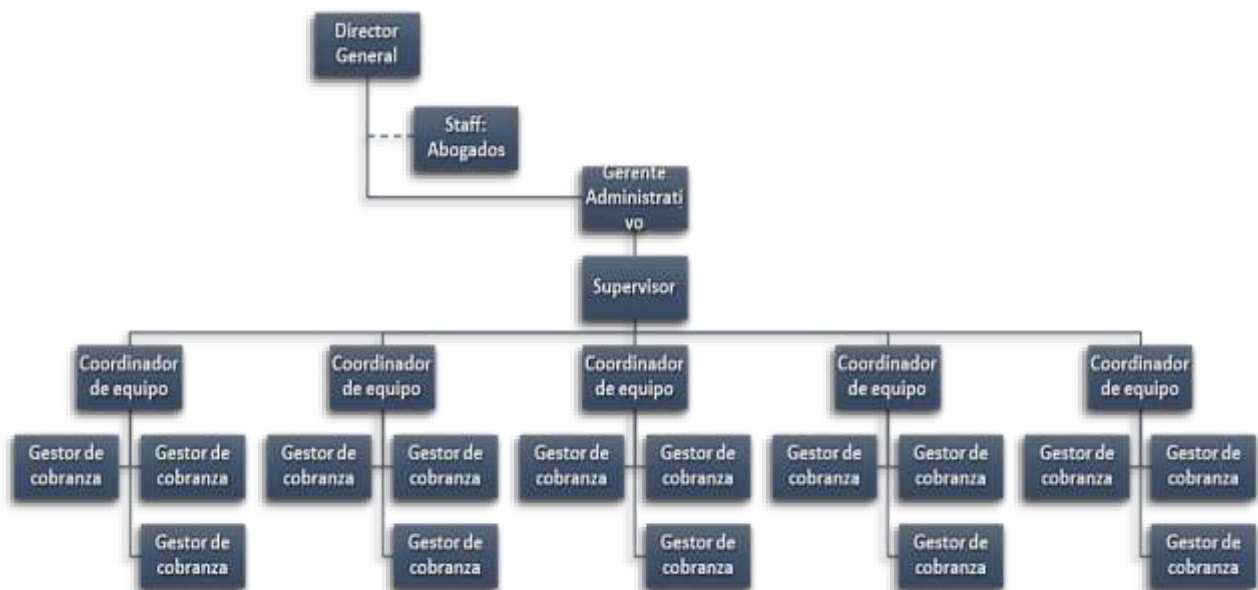 Director
General
Staff:
Abogados
Gerente
Administrati
vo
Supervisor
Coordinador
de equipo
Coordinador
de equipo
Coordinador
de equipo
Coordinador
de equipo
Coordinador
de equipo
Gestor de
cobranza
Gestor de
cobranza
Gestor de
cobranza
Gestor de
cobranza
Gestor de
cobranza
Gestor de
cobranza
Gestor de
cobranza
Gestor de
cobranza
Gestor de
cobranza
Gestor de
cobranza
Gestor de
cobranza
Gestor de
cobranza
Gestor de
cobranza
Gestor de
cobranza
Gestor de
cobranza